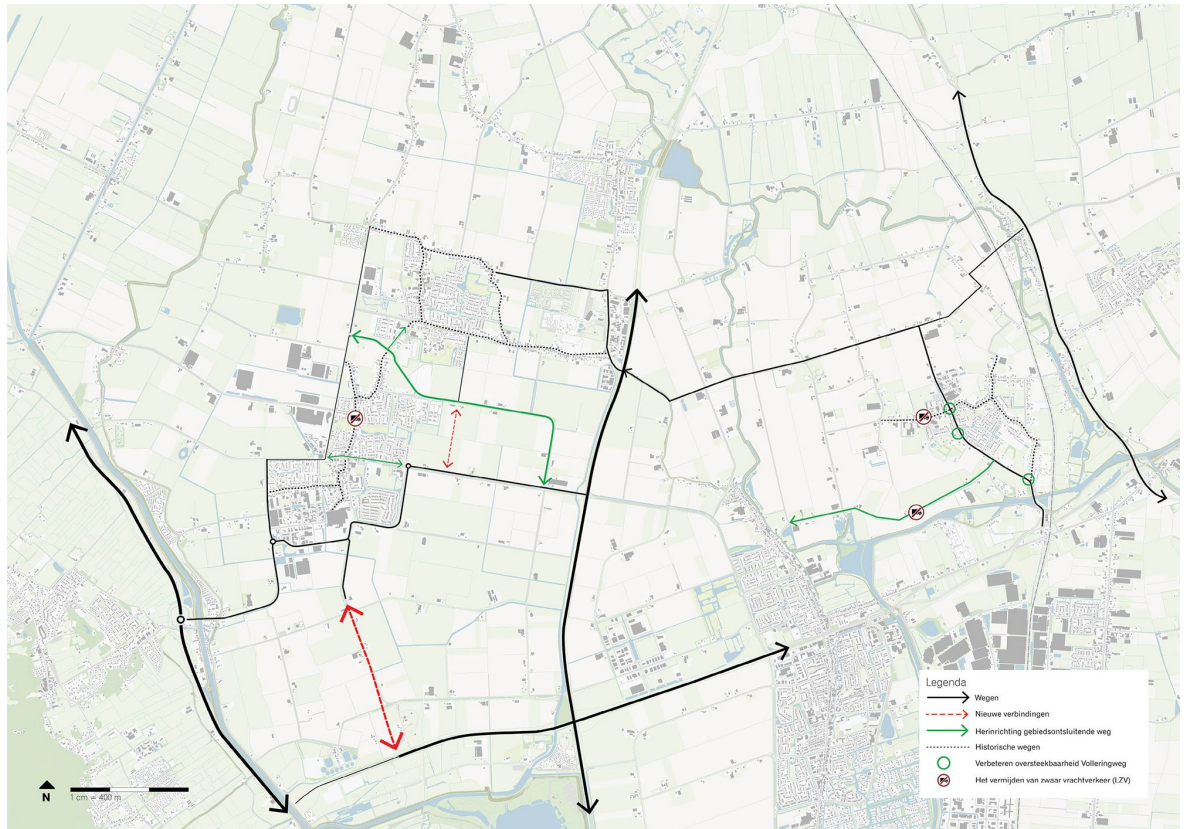 Legenda
Wegen
Nieuwe verbindingen
Herinrichting gebiedsontsluitende weg
Historische wegen
Verbeteren oversteekbaarheid Volleringweg
Het vermijden van zwaar vrachtverkeer (LZV)
N
1 cm = 400 m